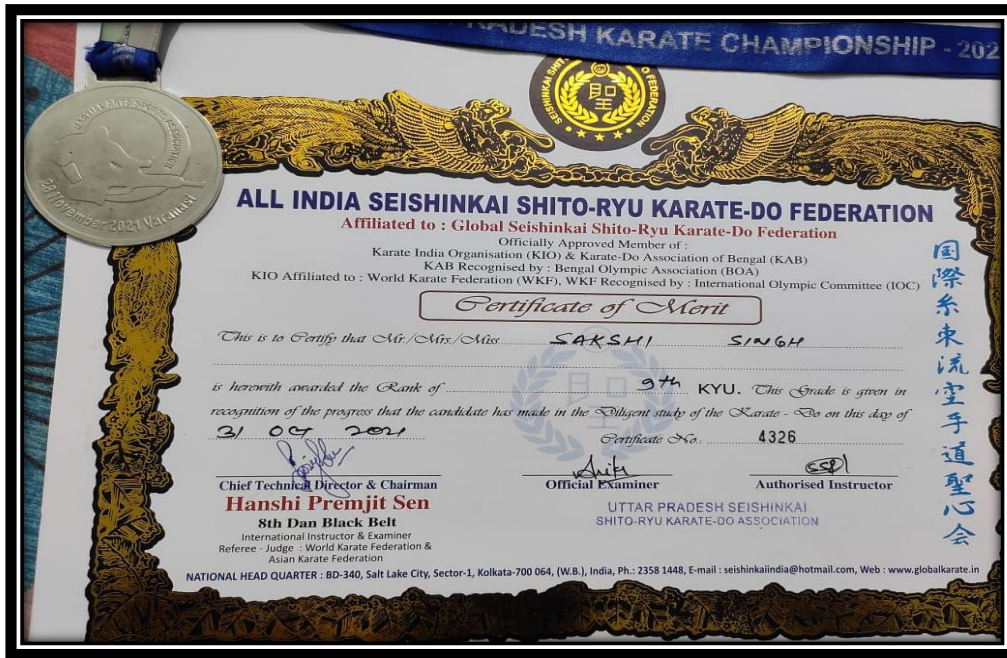 RADESH KARATE CHAMPIONSHIP - 202
SEISHINKAI SHITO FEDERATION
MARTIAL ARTS SPORTS ASSOCIATION
28 November 2021 Varanasi
ALL INDIA SEISHINKAI SHITO-RYU KARATE-DO FEDERATION
Affiliated to : Global Seishinkai Shito-Ryu Karate-Do Federation
Officially Approved Member of :
Karate India Organisation (KIO) & Karate-Do Association of Bengal (KAB)
KAB Recognised by : Bengal Olympic Association (BOA)
KIO Affiliated to : World Karate Federation (WKF), WKF Recognised by : International Olympic Committee (IOC)
Certificate of Merit
This is to Certify that Mr./Mrs./Miss SAKSHI SINGH
is herewith awarded the Rank of 9th KYU. This Grade is given in
recognition of the progress that the candidate has made in the Diligent study of the Karate - Do on this day of
31 OCT 2021
Certificate No. 4326
Chief Technical Director & Chairman
Official Examiner
Authorised Instructor
Hanshi Premjit Sen
8th Dan Black Belt
International Instructor & Examiner
Referee - Judge : World Karate Federation &
Asian Karate Federation
UTTAR PRADESH SEISHINKAI
SHITO-RYU KARATE-DO ASSOCIATION
NATIONAL HEAD QUARTER : BD-340, Salt Lake City, Sector-1, Kolkata-700 064, (W.B.), India, Ph.: 2358 1448, E-mail : seishinkaiindia@hotmail.com, Web : www.globalkarate.in
国際糸東流空手道聖心会